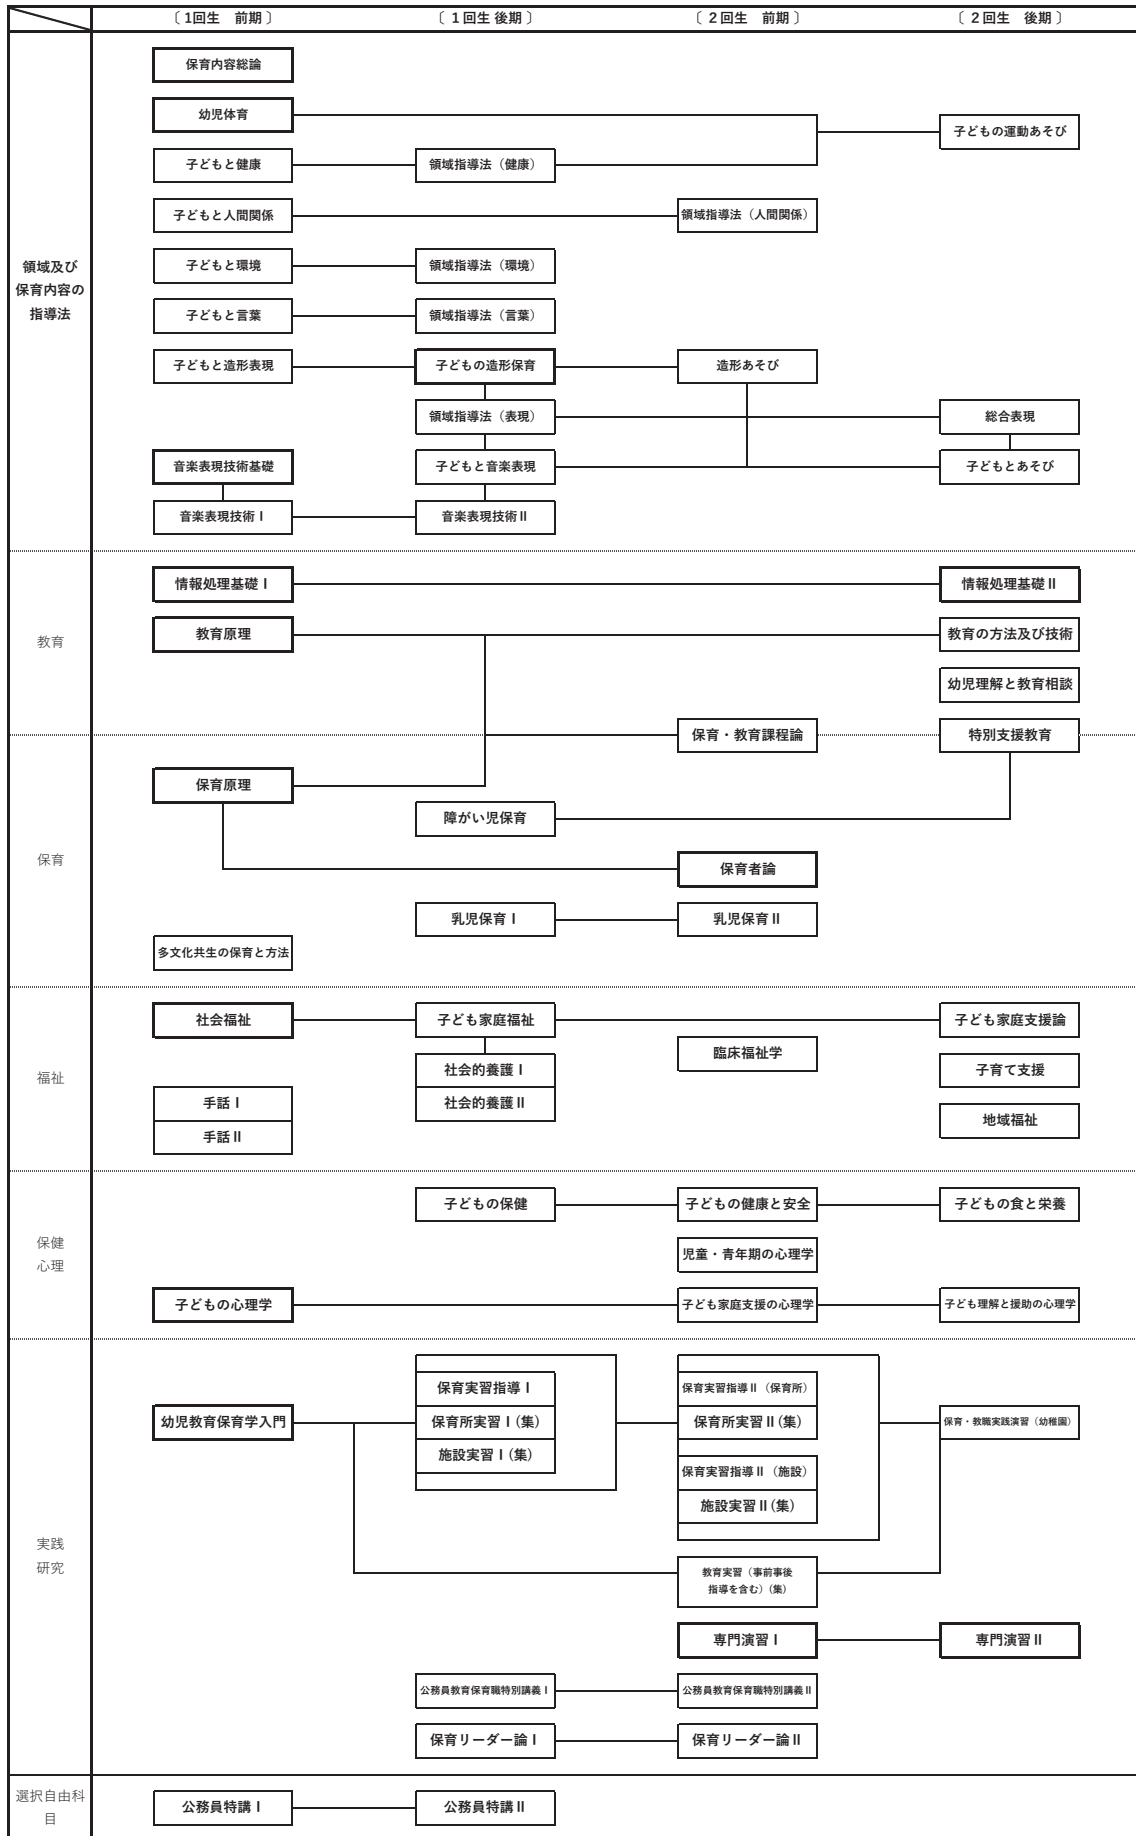 〔 1回生　前期 〕
〔 1 回生 後期 〕
〔 2 回生　前期 〕
〔 2 回生　後期 〕
領域及び
保育内容の
指導法
保育内容総論
幼児体育
子どもの運動あそび
子どもと健康
領域指導法（健康）
子どもと人間関係
領域指導法（人間関係）
子どもと環境
領域指導法（環境）
子どもと言葉
領域指導法（言葉）
子どもと造形表現
子どもの造形保育
造形あそび
領域指導法（表現）
総合表現
音楽表現技術基礎
子どもと音楽表現
子どもとあそび
音楽表現技術Ⅰ
音楽表現技術Ⅱ
教育
情報処理基礎Ⅰ
情報処理基礎Ⅱ
教育原理
教育の方法及び技術
幼児理解と教育相談
保育・教育課程論
特別支援教育
保育
保育原理
障がい児保育
保育者論
乳児保育Ⅰ
乳児保育Ⅱ
多文化共生の保育と方法
福祉
社会福祉
子ども家庭福祉
子ども家庭支援論
臨床福祉学
社会的養護Ⅰ
子育て支援
手話Ⅰ
社会的養護Ⅱ
地域福祉
手話Ⅱ
保健
心理
子どもの保健
子どもの健康と安全
子どもの食と栄養
児童・青年期の心理学
子どもの心理学
子ども家庭支援の心理学
子ども理解と援助の心理学
実践
研究
保育実習指導Ⅰ
保育実習指導Ⅱ（保育所）
幼児教育保育学入門
保育所実習Ⅰ(集)
保育所実習Ⅱ(集)
保育・教職実践演習（幼稚園）
施設実習Ⅰ(集)
保育実習指導Ⅱ（施設）
施設実習Ⅱ(集)
教育実習（事前事後
指導を含む）(集)
専門演習Ⅰ
専門演習Ⅱ
公務員教育保育職特別講義Ⅰ
公務員教育保育職特別講義Ⅱ
保育リーダー論Ⅰ
保育リーダー論Ⅱ
選択自由科
目
公務員特講Ⅰ
公務員特講Ⅱ